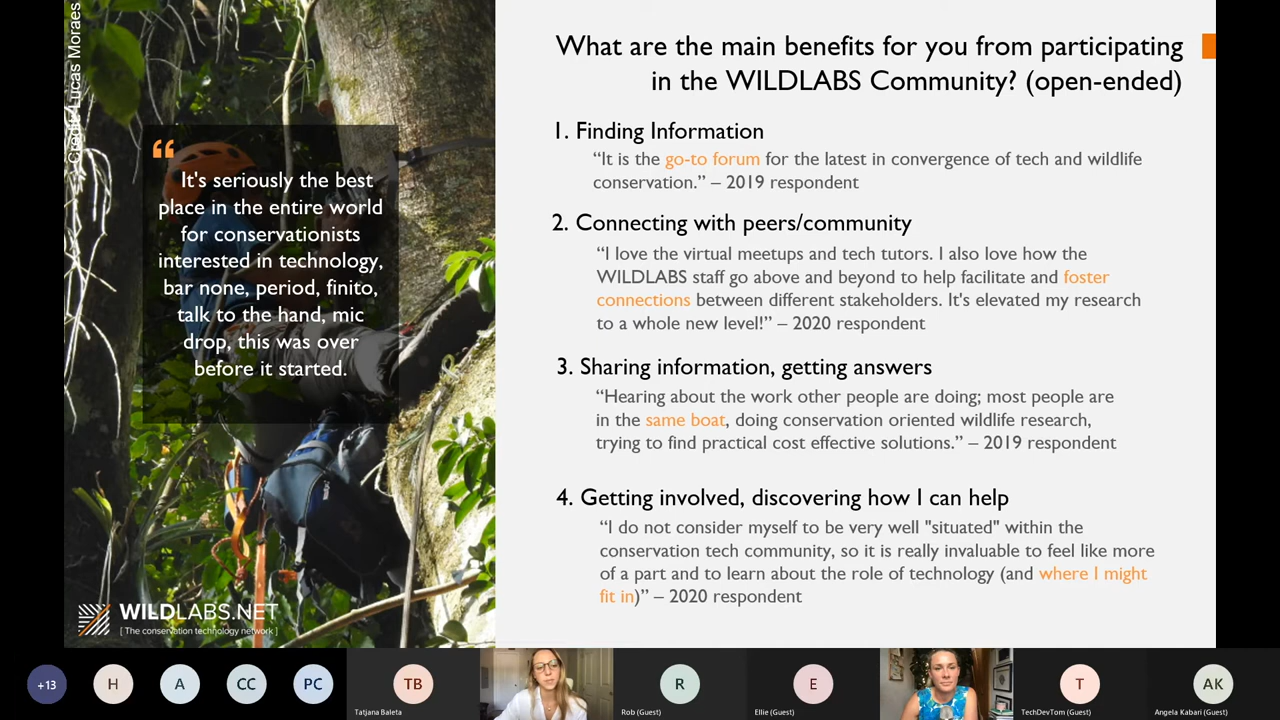 Credit: Lucas Moraes
“
It's seriously the best
place in the entire world
for conservationists
interested in technology,
bar none, period, finito,
talk to the hand, mic
drop, this was over
before it started.
WILDLABS.NET
[ The conservation technology network ]
What are the main benefits for you from participating
in the WILDLABS Community? (open-ended)
1. Finding Information
“It is the go-to forum for the latest in convergence of tech and wildlife
conservation.” – 2019 respondent
2. Connecting with peers/community
“I love the virtual meetups and tech tutors. I also love how the
WILDLABS staff go above and beyond to help facilitate and foster
connections between different stakeholders. It's elevated my research
to a whole new level!” – 2020 respondent
3. Sharing information, getting answers
“Hearing about the work other people are doing; most people are
in the same boat, doing conservation oriented wildlife research,
trying to find practical cost effective solutions.” – 2019 respondent
4. Getting involved, discovering how I can help
“I do not consider myself to be very well "situated" within the
conservation tech community, so it is really invaluable to feel like more
of a part and to learn about the role of technology (and where I might
fit in)” – 2020 respondent
+13
H
A
CC
PC
TB
Tatjana Baleta
R
Rob (Guest)
E
Ellie (Guest)
T
TechDevTom (Guest)
AK
Angela Kabari (Guest)